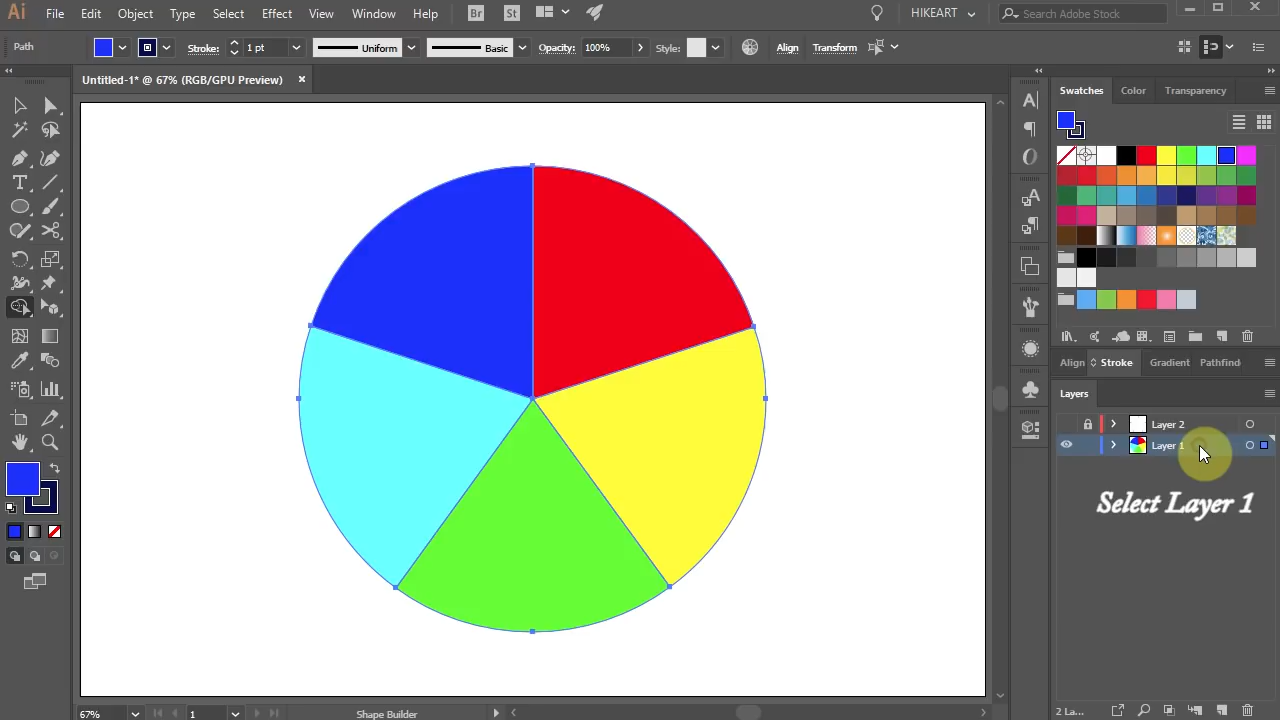 Ai File Edit Object Type Select Effect View Window Help Br St HIKEART Search Adobe Stock
Path Stroke: 1 pt Uniform Basic Opacity: 100% Style: Align Transform
Untitled-1* @ 67% (RGB/GPU Preview)
Swatches Color Transparency
Align Stroke Gradient Pathfind
Layers
Layer 2
Layer 1
Select Layer 1
67% 1 Shape Builder 2 La...